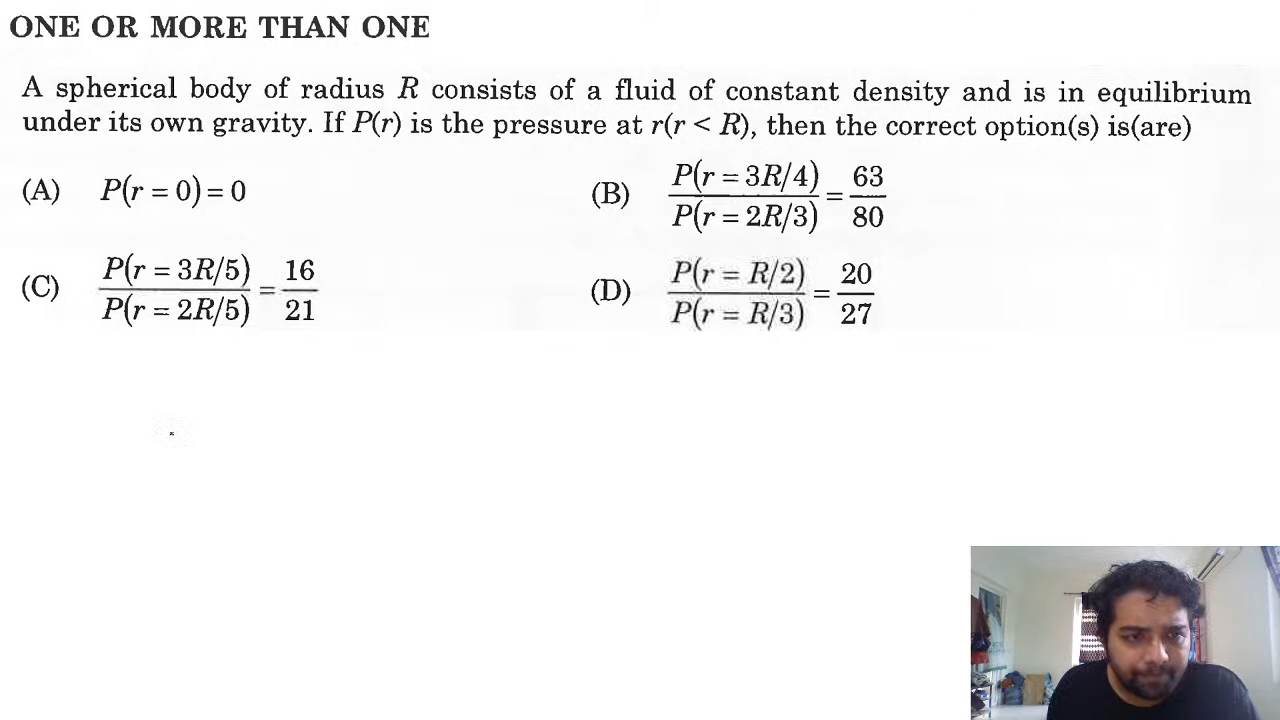 ONE OR MORE THAN ONE
A spherical body of radius R consists of a fluid of constant density and is in equilibrium
under its own gravity. If P(r) is the pressure at r(r < R), then the correct option(s) is(are)
(A) P(r = 0) = 0
(B) P(r = 3R/4) / P(r = 2R/3) = 63/80
(C) P(r = 3R/5) / P(r = 2R/5) = 16/21
(D) P(r = R/2) / P(r = R/3) = 20/27